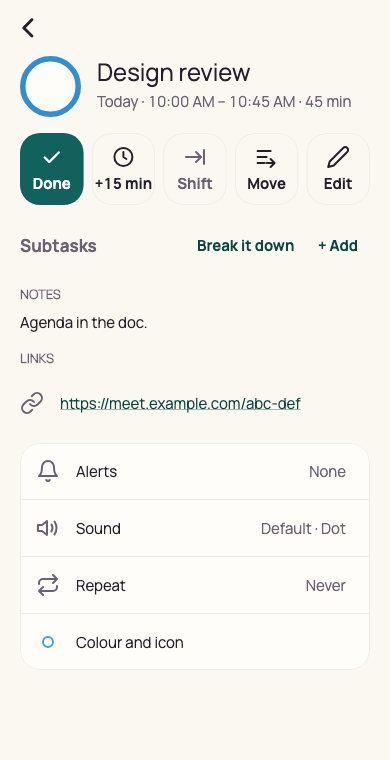 Design review
Today · 10:00 AM – 10:45 AM · 45 min
Done
+15 min
Shift
Move
Edit
Subtasks
Break it down
+ Add
NOTES
Agenda in the doc.
LINKS
https://meet.example.com/abc-def
Alerts
None
Sound
Default · Dot
Repeat
Never
Colour and icon